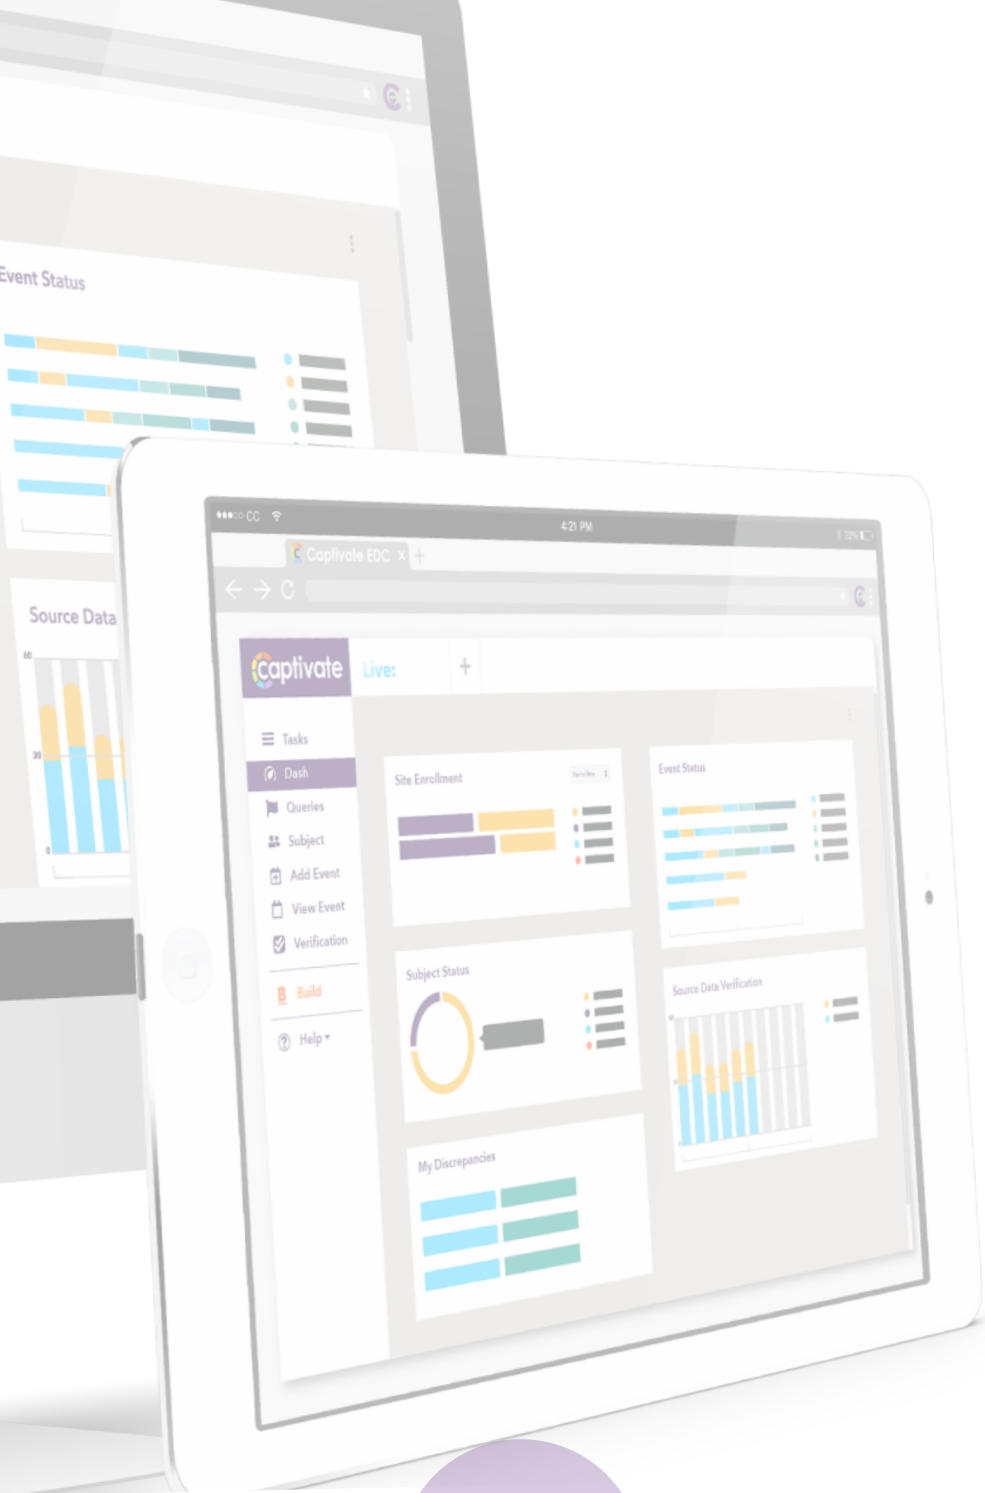 Event Status
Source Data
60
30
0
CC
4:21 PM
22%
Captivate EDC x +
captivate
Live:
+
Tasks
Dash
Queries
Subject
Add Event
View Event
Verification
B Build
Help
Site Enrollment
Event Status
Subject Status
Source Data Verification
My Discrepancies